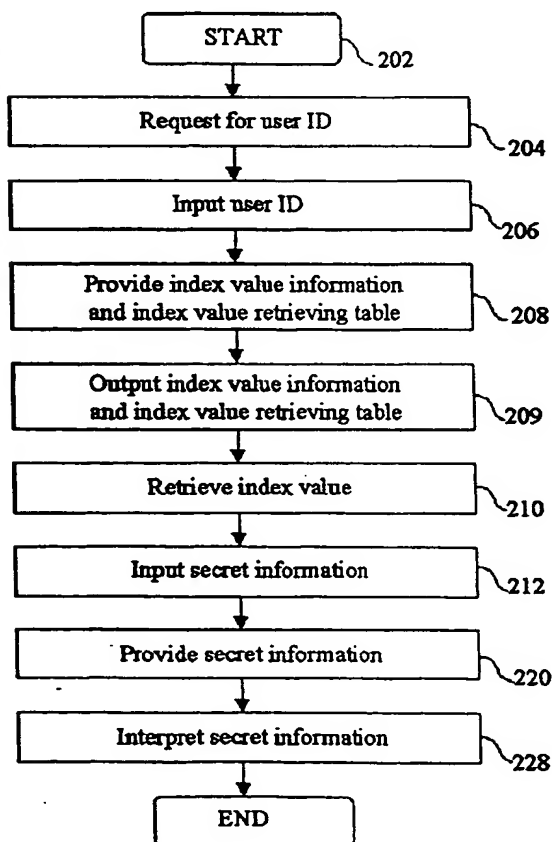 START
202
Request for user ID
204
Input user ID
206
Provide index value information
and index value retrieving table
208
Output index value information
and index value retrieving table
209
Retrieve index value
210
Input secret information
212
Provide secret information
220
Interpret secret information
228
END